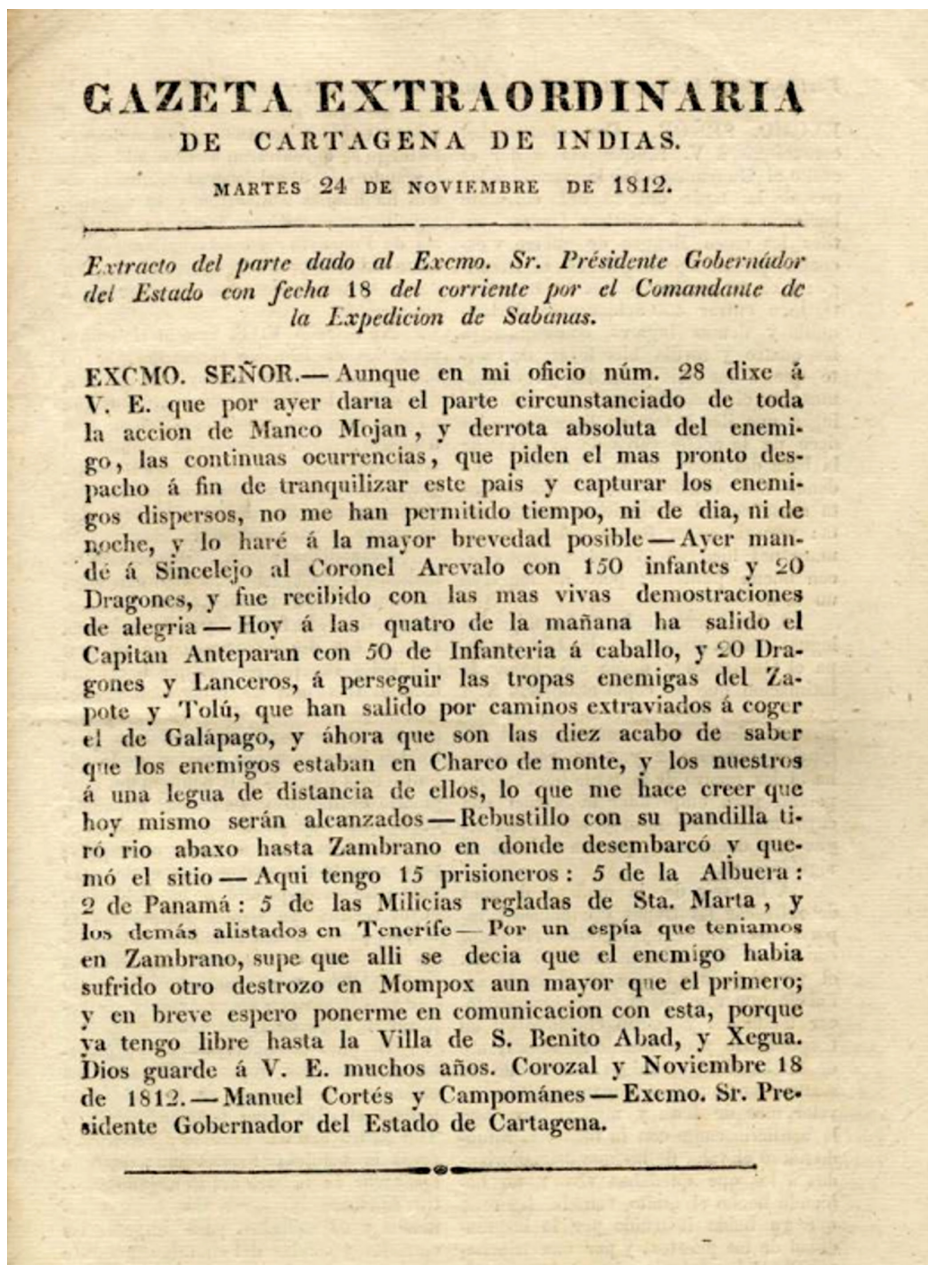 GAZETA EXTRAORDINARIA
DE CARTAGENA DE INDIAS.
MARTES 24 DE NOVIEMBRE DE 1812.
Extracto del parte dado al Excmo. Sr. Présidente Gobernádor
del Estado con fecha 18 del corriente por el Comandante de
la Expedicion de Sabanas.
EXCMO. SEÑOR.— Aunque en mi oficio núm. 28 dixe á
V. E. que por ayer daria el parte circunstanciado de toda
la accion de Manco Mojan, y derrota absoluta del enemi-
go, las continuas ocurrencias, que piden el mas pronto des-
pacho á fin de tranquilizar este pais y capturar los enemi-
gos dispersos, no me han permitido tiempo, ni de dia, ni de
noche, y lo haré á la mayor brevedad posible — Ayer man-
dé á Sincelejo al Coronel Arevalo con 150 infantes y 20
Dragones, y fue recibido con las mas vivas demostraciones
de alegria — Hoy á las quatro de la mañana ha salido el
Capitan Anteparan con 50 de Infanteria á caballo, y 20 Dra-
gones y Lanceros, á perseguir las tropas enemigas del Za-
pote y Tolú, que han salido por caminos extraviados á coger
el de Galápago, y áhora que son las diez acabo de saber
que los enemigos estaban en Charco de monte, y los nuestros
á una legua de distancia de ellos, lo que me hace creer que
hoy mismo serán alcanzados — Rebustillo con su pandilla ti-
ró rio abaxo hasta Zambrano en donde desembarcó y que-
mó el sitio — Aqui tengo 15 prisioneros : 5 de la Albuera :
2 de Panamá : 5 de las Milicias regladas de Sta. Marta, y
los demás alistados en Tenerife — Por un espía que teniamos
en Zambrano, supe que alli se decia que el enemigo habia
sufrido otro destrozo en Mompox aun mayor que el primero;
y en breve espero ponerme en comunicacion con esta, porque
ya tengo libre hasta la Villa de S. Benito Abad, y Xegua.
Dios guarde á V. E. muchos años. Corozal y Noviembre 18
de 1812. — Manuel Cortés y Campománes — Excmo. Sr. Pre-
sidente Gobernador del Estado de Cartagena.